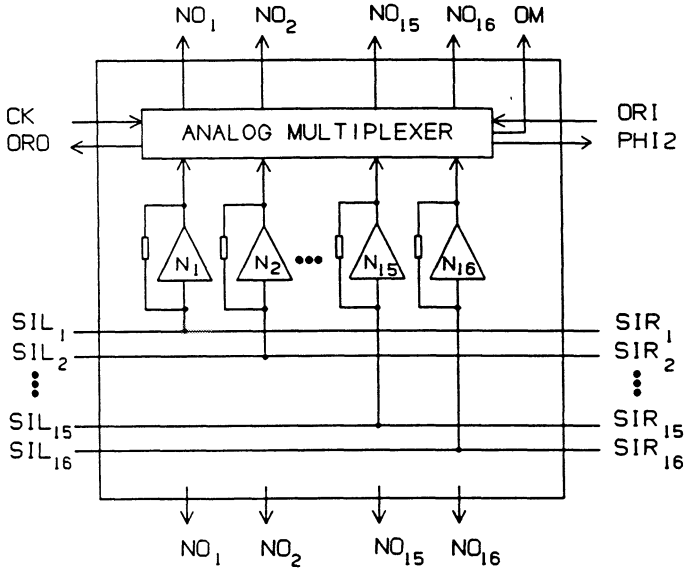 NO1 NO2 NO15 NO16 OM
CK ORI
ANALOG MULTIPLEXER
ORO PHI2
N1 N2 N15 N16
SIL1 SIR1
SIL2 SIR2
SIL15 SIR15
SIL16 SIR16
NO1 NO2 NO15 NO16